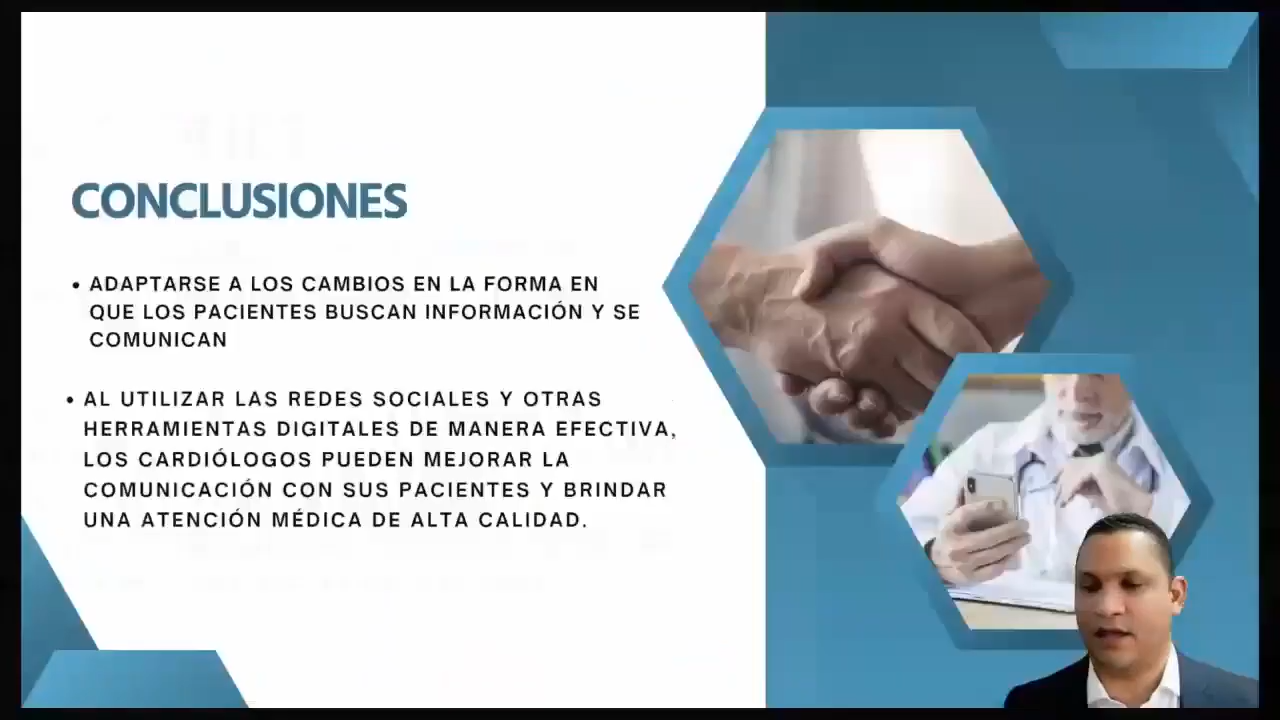 CONCLUSIONES
• ADAPTARSE A LOS CAMBIOS EN LA FORMA EN
QUE LOS PACIENTES BUSCAN INFORMACIÓN Y SE
COMUNICAN
• AL UTILIZAR LAS REDES SOCIALES Y OTRAS
HERRAMIENTAS DIGITALES DE MANERA EFECTIVA,
LOS CARDIÓLOGOS PUEDEN MEJORAR LA
COMUNICACIÓN CON SUS PACIENTES Y BRINDAR
UNA ATENCIÓN MÉDICA DE ALTA CALIDAD.